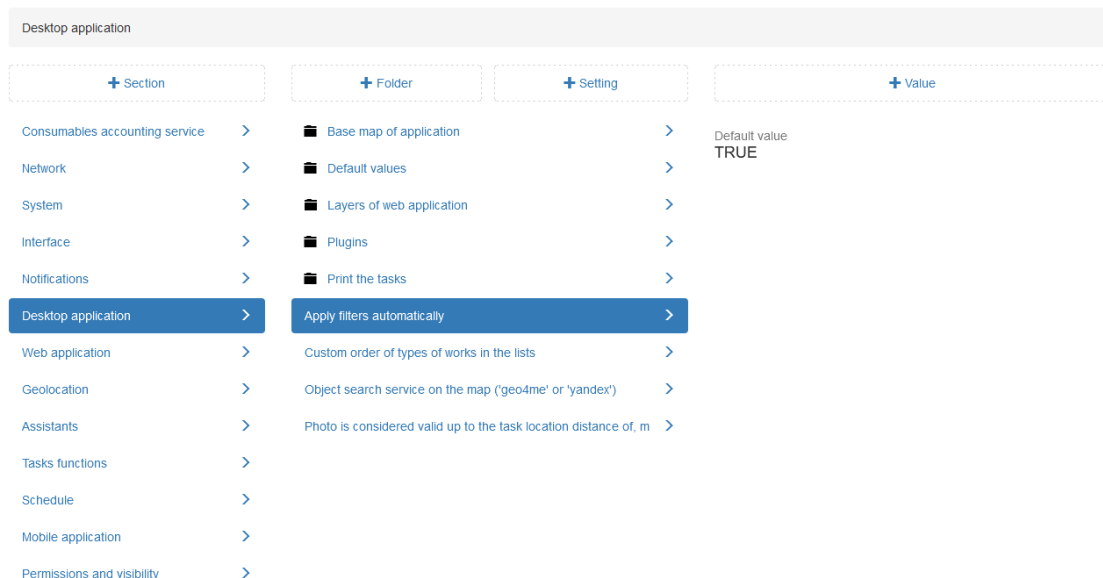 Desktop application
+ Section
+ Folder
+ Setting
+ Value
Consumables accounting service
Network
System
Interface
Notifications
Desktop application
Web application
Geolocation
Assistants
Tasks functions
Schedule
Mobile application
Permissions and visibility
Base map of application
Default values
Layers of web application
Plugins
Print the tasks
Apply filters automatically
Custom order of types of works in the lists
Object search service on the map ('geo4me' or 'yandex')
Photo is considered valid up to the task location distance of, m
Default value
TRUE